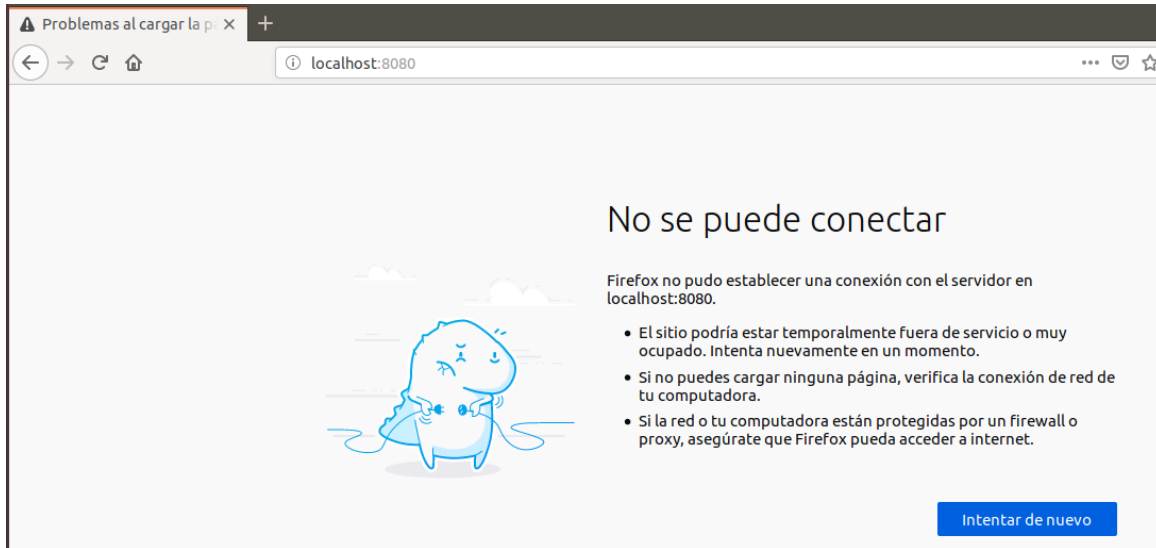 Problemas al cargar la pá
localhost:8080
No se puede conectar
Firefox no pudo establecer una conexión con el servidor en
localhost:8080.
• El sitio podría estar temporalmente fuera de servicio o muy
ocupado. Intenta nuevamente en un momento.
• Si no puedes cargar ninguna página, verifica la conexión de red de
tu computadora.
• Si la red o tu computadora están protegidas por un firewall o
proxy, asegúrate que Firefox pueda acceder a internet.
Intentar de nuevo